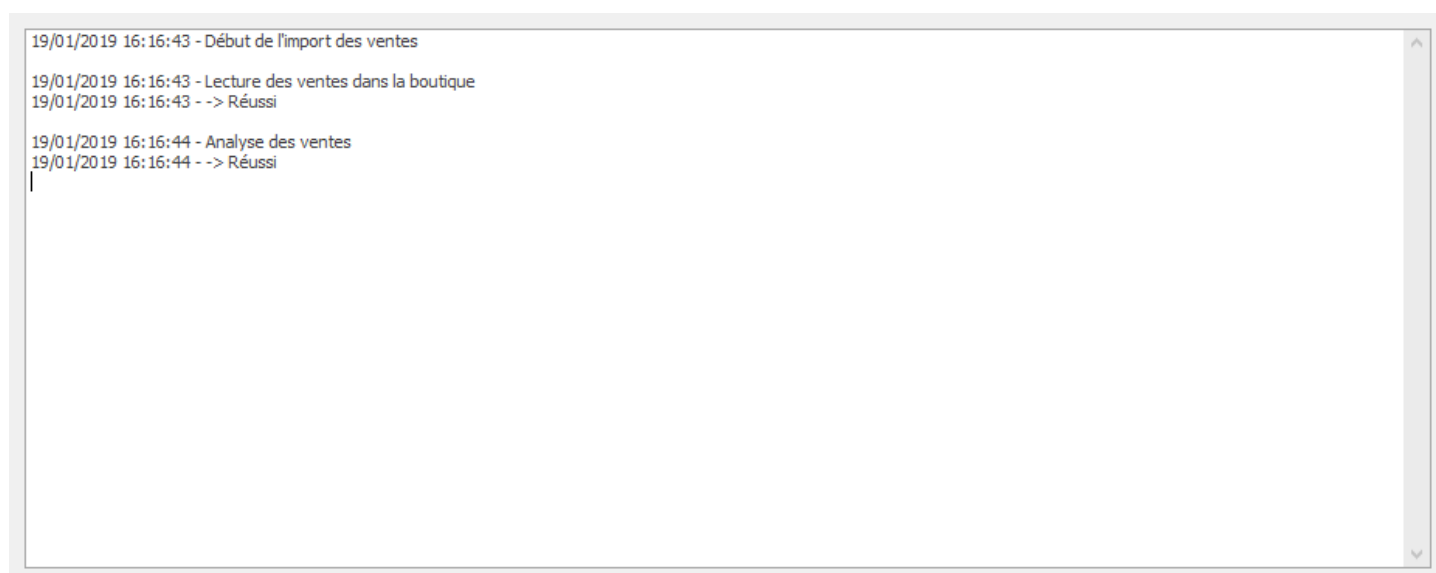 19/01/2019 16:16:43 - Début de l'import des ventes
19/01/2019 16:16:43 - Lecture des ventes dans la boutique
19/01/2019 16:16:43 - -> Réussi
19/01/2019 16:16:44 - Analyse des ventes
19/01/2019 16:16:44 - -> Réussi